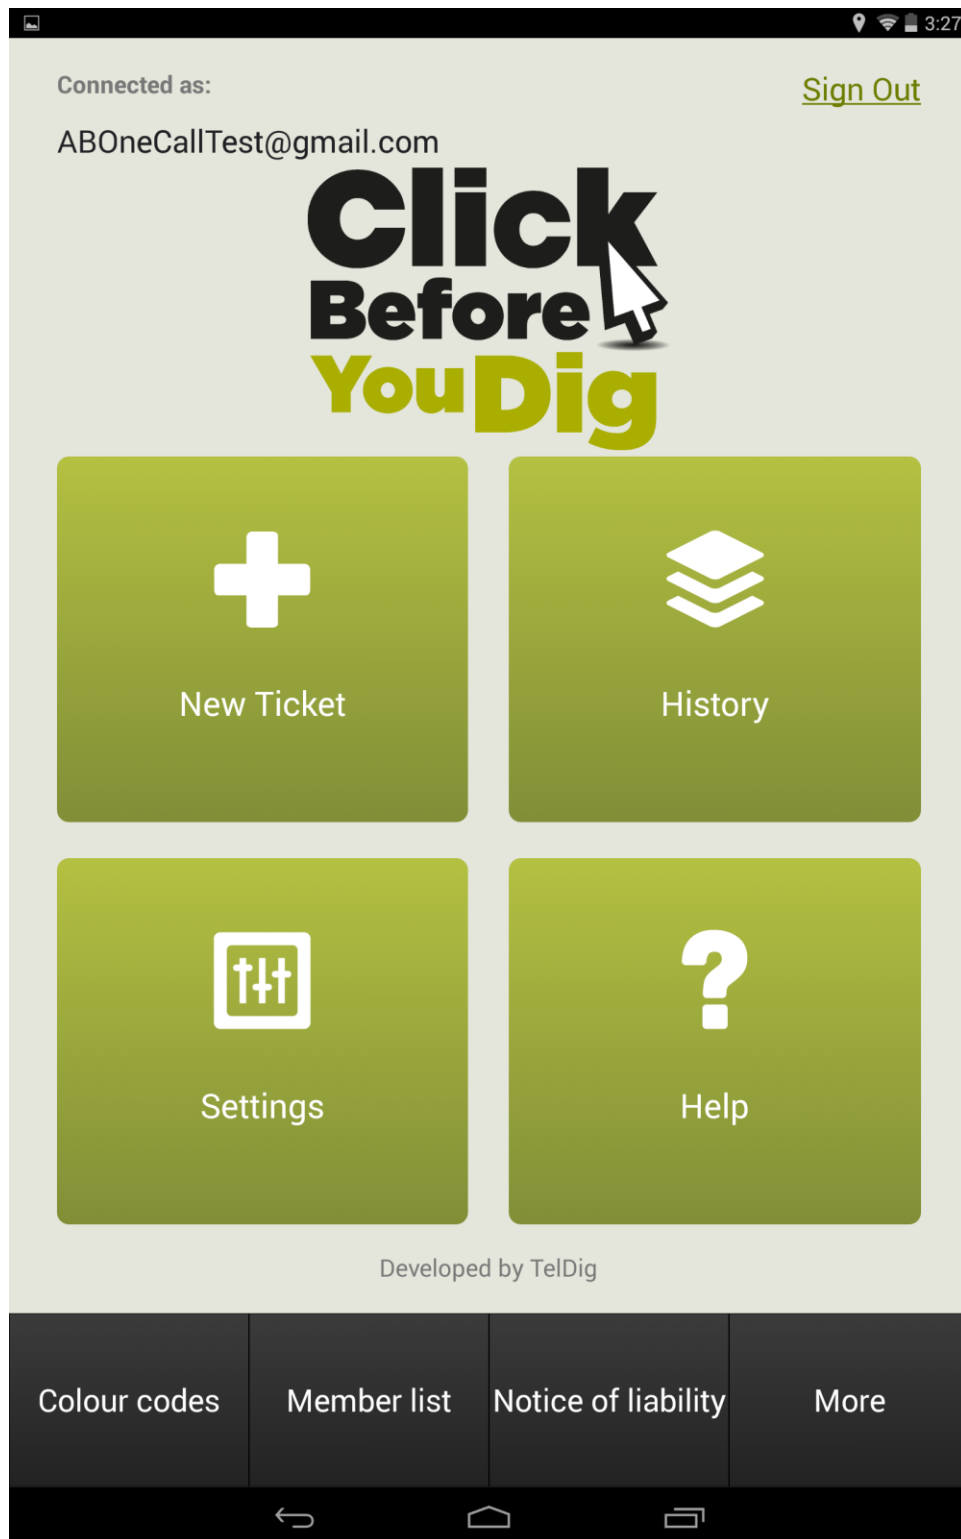 3:27
Connected as:
Sign Out
ABOneCallTest@gmail.com
Click
Before
You Dig
New Ticket
History
Settings
Help
Developed by TelDig
Colour codes
Member list
Notice of liability
More